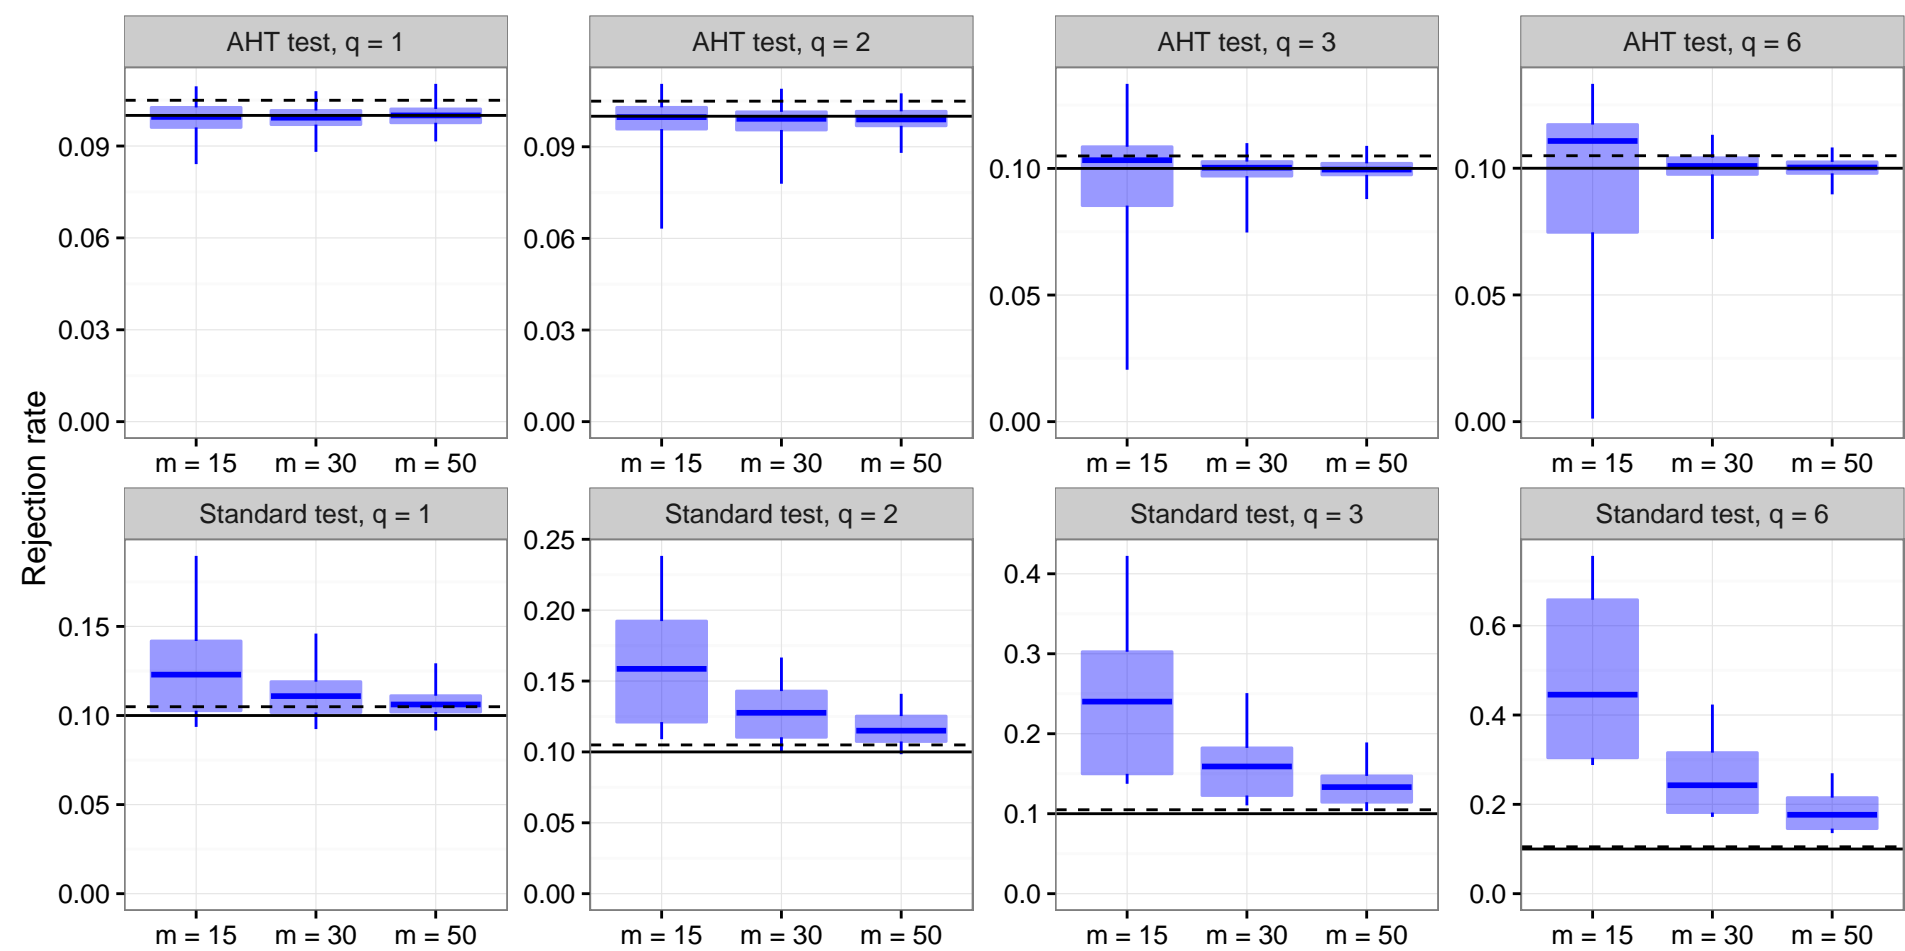 AHT test, q = 1
AHT test, q = 2
AHT test, q = 3
AHT test, q = 6
0.09
0.06
0.03
0.00
0.09
0.06
0.03
0.00
0.10
0.05
0.00
0.10
0.05
0.00
m = 15 m = 30 m = 50
m = 15 m = 30 m = 50
m = 15 m = 30 m = 50
m = 15 m = 30 m = 50
Rejection rate
Standard test, q = 1
Standard test, q = 2
Standard test, q = 3
Standard test, q = 6
0.15
0.10
0.05
0.00
0.25
0.20
0.15
0.10
0.05
0.00
0.4
0.3
0.2
0.1
0.0
0.6
0.4
0.2
0.0
m = 15 m = 30 m = 50
m = 15 m = 30 m = 50
m = 15 m = 30 m = 50
m = 15 m = 30 m = 50